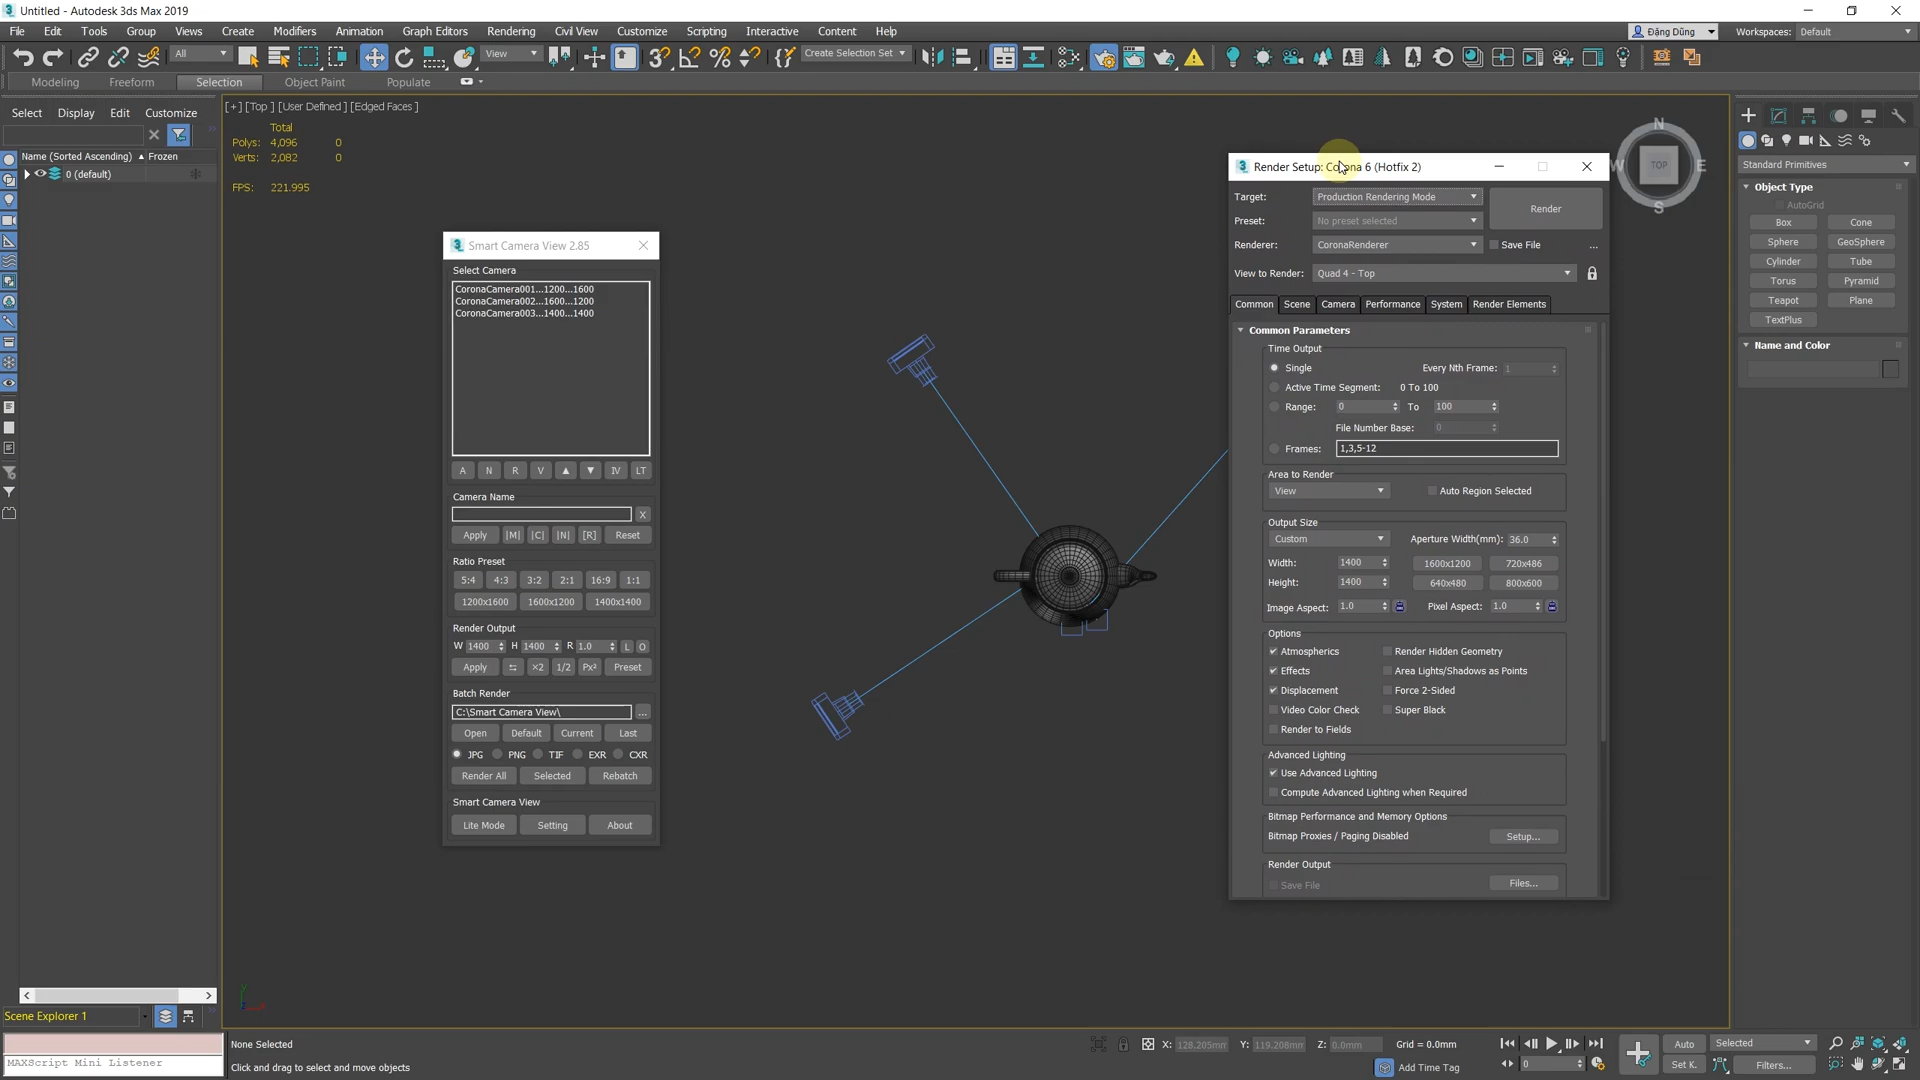 Untitled - Autodesk 3ds Max 2019
File Edit Tools Group Views Create Modifiers Animation Graph Editors Rendering Civil View Customize Scripting Interactive Content Help
Đặng Dũng Workspaces: Default
All View Create Selection Set
Modeling Freeform Selection Object Paint Populate
Select Display Edit Customize
Name (Sorted Ascending) Frozen
0 (default)
[+] [Top ] [User Defined ] [Edged Faces ]
Total
Polys: 4,096 0
Verts: 2,082 0
FPS: 221.995
Smart Camera View 2.85
Select Camera
CoronaCamera001...1200...1600
CoronaCamera002...1600...1200
CoronaCamera003...1400...1400
A N R V ▲ ▼ IV LT
Camera Name
X
Apply |M| |C| |N| [R] Reset
Ratio Preset
5:4 4:3 3:2 2:1 16:9 1:1
1200x1600 1600x1200 1400x1400
Render Output
W 1400 H 1400 R 1.0 L O
Apply ⇆ ×2 1/2 Px² Preset
Batch Render
C:\Smart Camera View\ ...
Open Default Current Last
JPG PNG TIF EXR CXR
Render All Selected Rebatch
Smart Camera View
Lite Mode Setting About
Render Setup: Corona 6 (Hotfix 2)
Target: Production Rendering Mode Render
Preset: No preset selected
Renderer: CoronaRenderer Save File ...
View to Render: Quad 4 - Top
Common Scene Camera Performance System Render Elements
Common Parameters
Time Output
Single Every Nth Frame: 1
Active Time Segment: 0 To 100
Range: 0 To 100
File Number Base: 0
Frames: 1,3,5-12
Area to Render
View Auto Region Selected
Output Size
Custom Aperture Width(mm): 36.0
Width: 1400 1600x1200 720x486
Height: 1400 640x480 800x600
Image Aspect: 1.0 Pixel Aspect: 1.0
Options
Atmospherics Render Hidden Geometry
Effects Area Lights/Shadows as Points
Displacement Force 2-Sided
Video Color Check Super Black
Render to Fields
Advanced Lighting
Use Advanced Lighting
Compute Advanced Lighting when Required
Bitmap Performance and Memory Options
Bitmap Proxies / Paging Disabled Setup...
Render Output
Save File Files...
N
W TOP E
S
Standard Primitives
Object Type
AutoGrid
Box Cone
Sphere GeoSphere
Cylinder Tube
Torus Pyramid
Teapot Plane
TextPlus
Name and Color
Scene Explorer 1
MAXScript Mini Listener
None Selected
Click and drag to select and move objects
X: 128.205mm Y: 119.208mm Z: 0.0mm Grid = 0.0mm
Add Time Tag
0
Auto Selected
Set K. Filters...